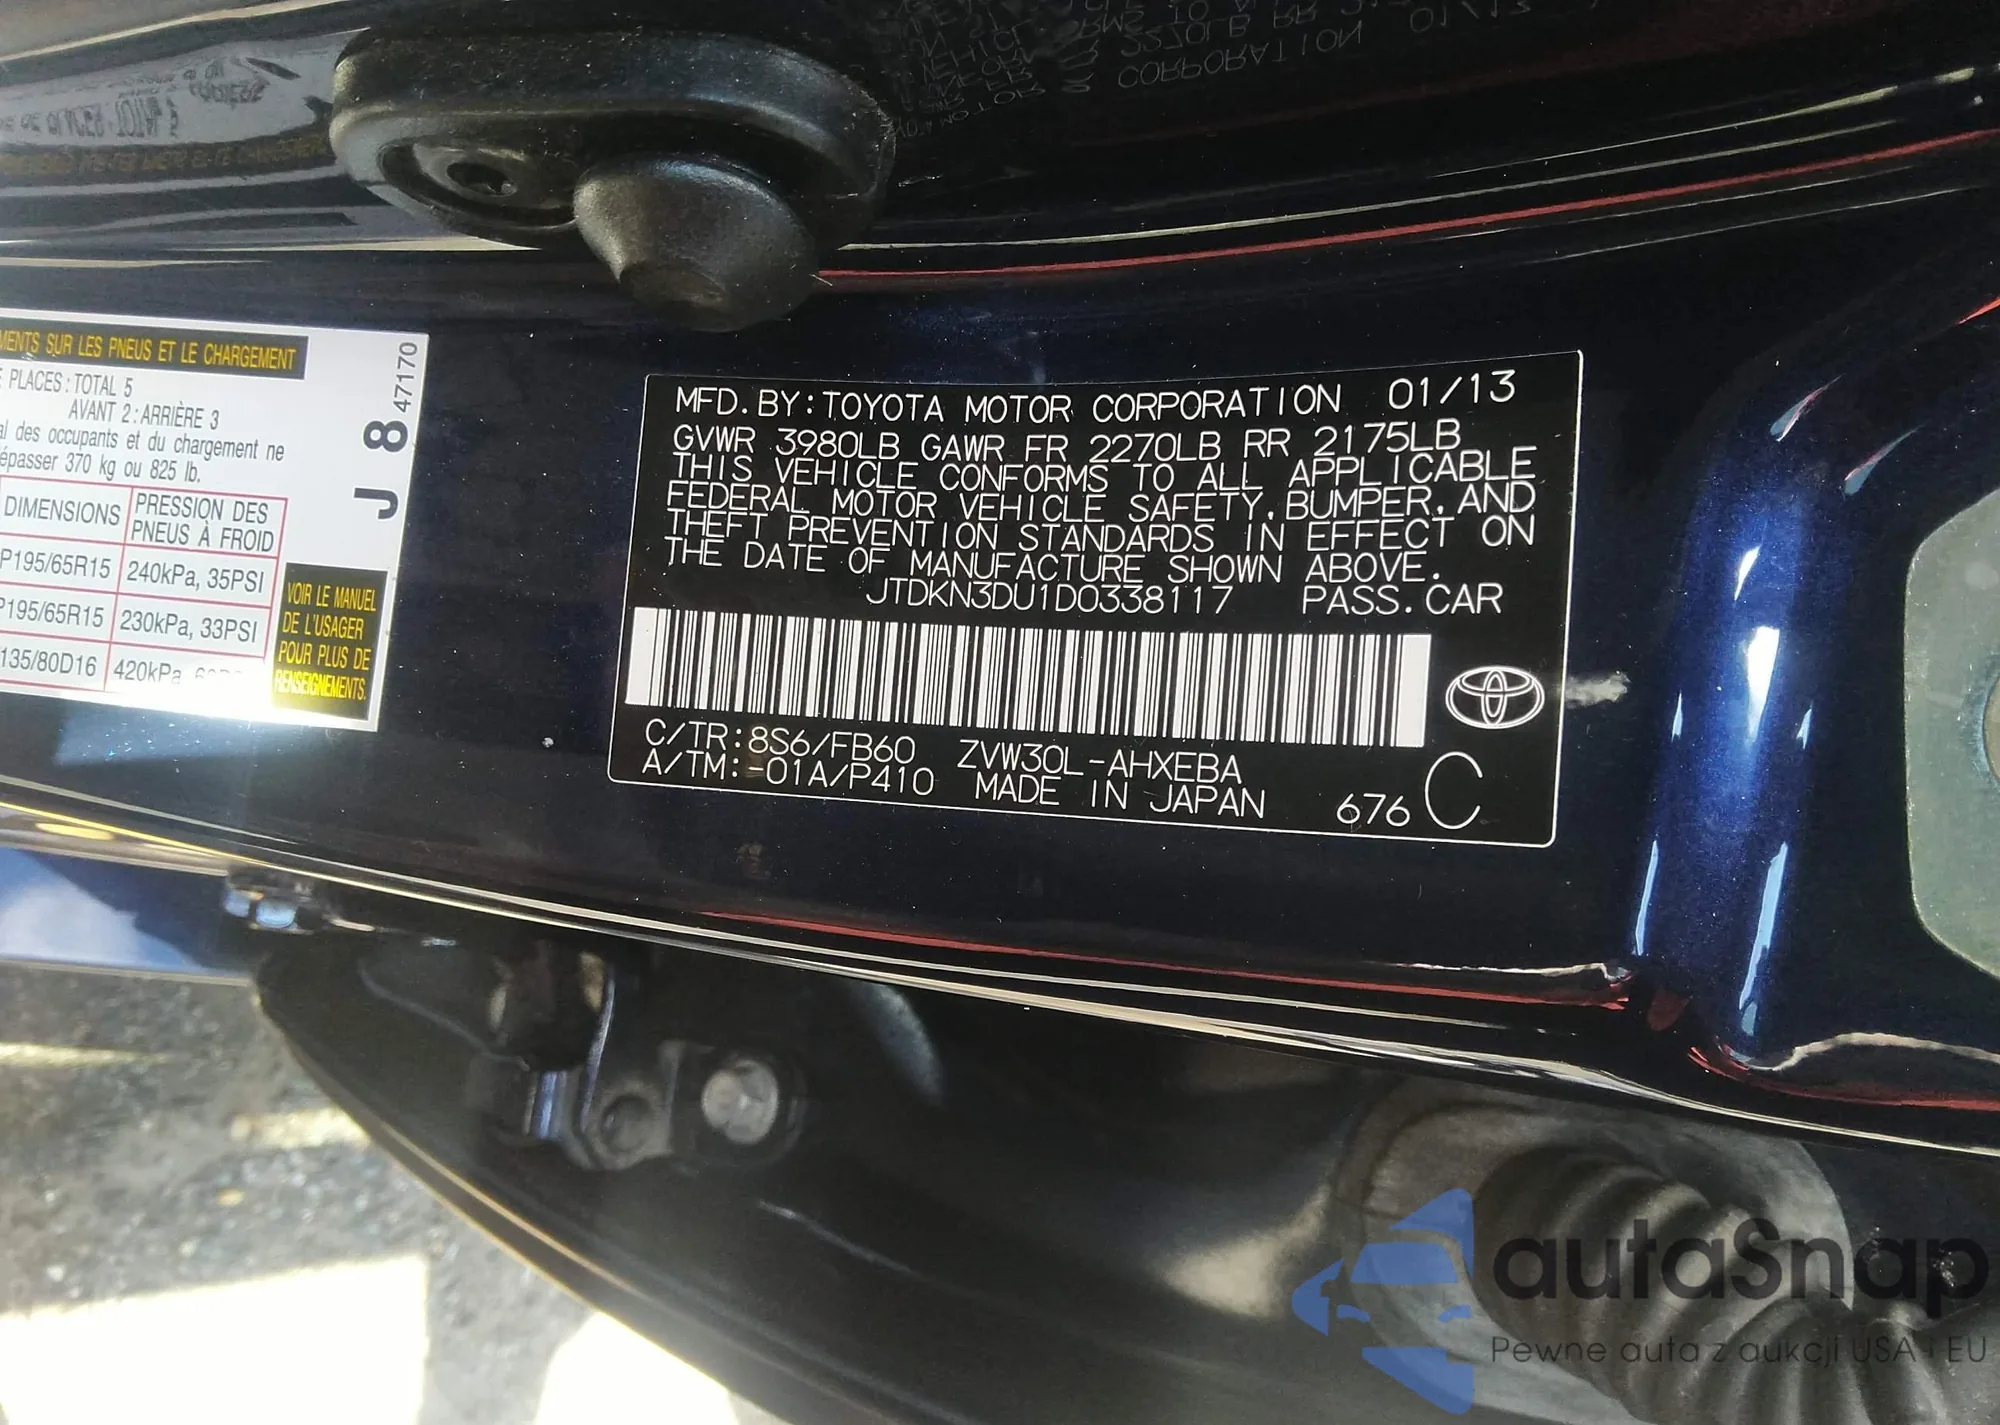 MENTS SUR LES PNEUS ET LE CHARGEMENT
PLACES : TOTAL 5
AVANT 2 : ARRIÈRE 3
al des occupants et du chargement ne
épasser 370 kg ou 825 lb.
DIMENSIONS PRESSION DES PNEUS À FROID
P195/65R15 240kPa, 35PSI
P195/65R15 230kPa, 33PSI
135/80D16 420kPa
VOIR LE MANUEL
DE L'USAGER
POUR PLUS DE
RENSEIGNEMENTS.
J 8 47170
MFD. BY: TOYOTA MOTOR CORPORATION 01/13
GVWR 3980LB GAWR FR 2270LB RR 2175LB
THIS VEHICLE CONFORMS TO ALL APPLICABLE
FEDERAL MOTOR VEHICLE SAFETY, BUMPER, AND
THEFT PREVENTION STANDARDS IN EFFECT ON
THE DATE OF MANUFACTURE SHOWN ABOVE.
JTDKN3DU1D0338117 PASS. CAR
C/TR: 8S6/FB60 ZVW30L-AHXEBA
A/TM: -01A/P410 MADE IN JAPAN 676 C
autaSnap
Pewne auta z aukcji USA i EU